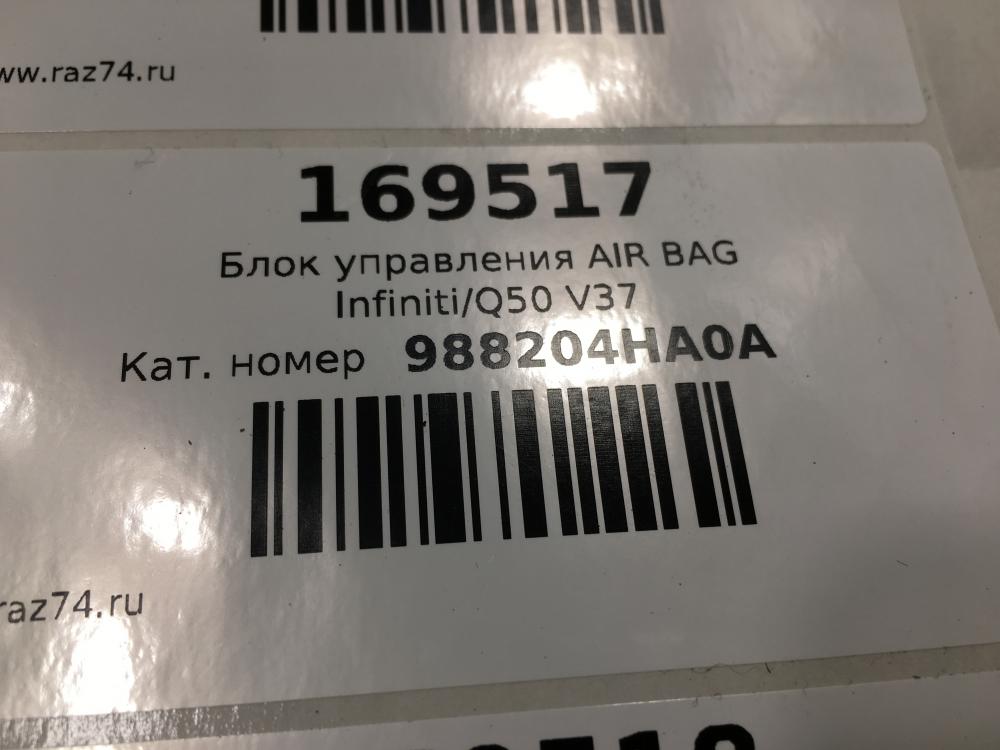 www.raz74.ru
169517
Блок управления AIR BAG
Infiniti/Q50 V37
Кат. номер 988204HA0A
raz74.ru